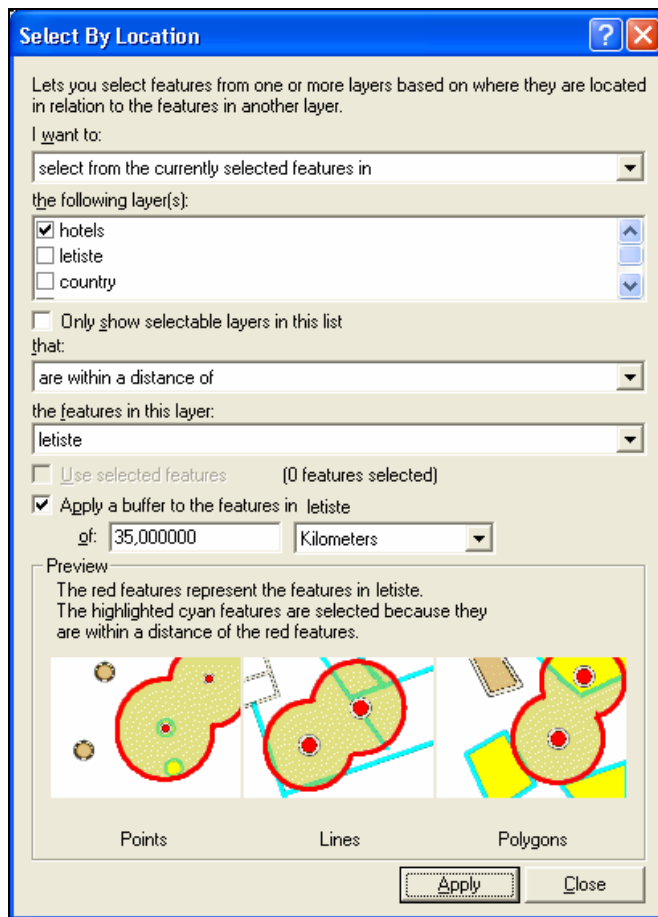 Select By Location
Lets you select features from one or more layers based on where they are located
in relation to the features in another layer.
I want to:
select from the currently selected features in
the following layer(s):
hotels
letiste
country
Only show selectable layers in this list
that:
are within a distance of
the features in this layer:
letiste
Use selected features (0 features selected)
Apply a buffer to the features in letiste
of: 35,000000 Kilometers
Preview
The red features represent the features in letiste.
The highlighted cyan features are selected because they
are within a distance of the red features.
Points Lines Polygons
Apply Close